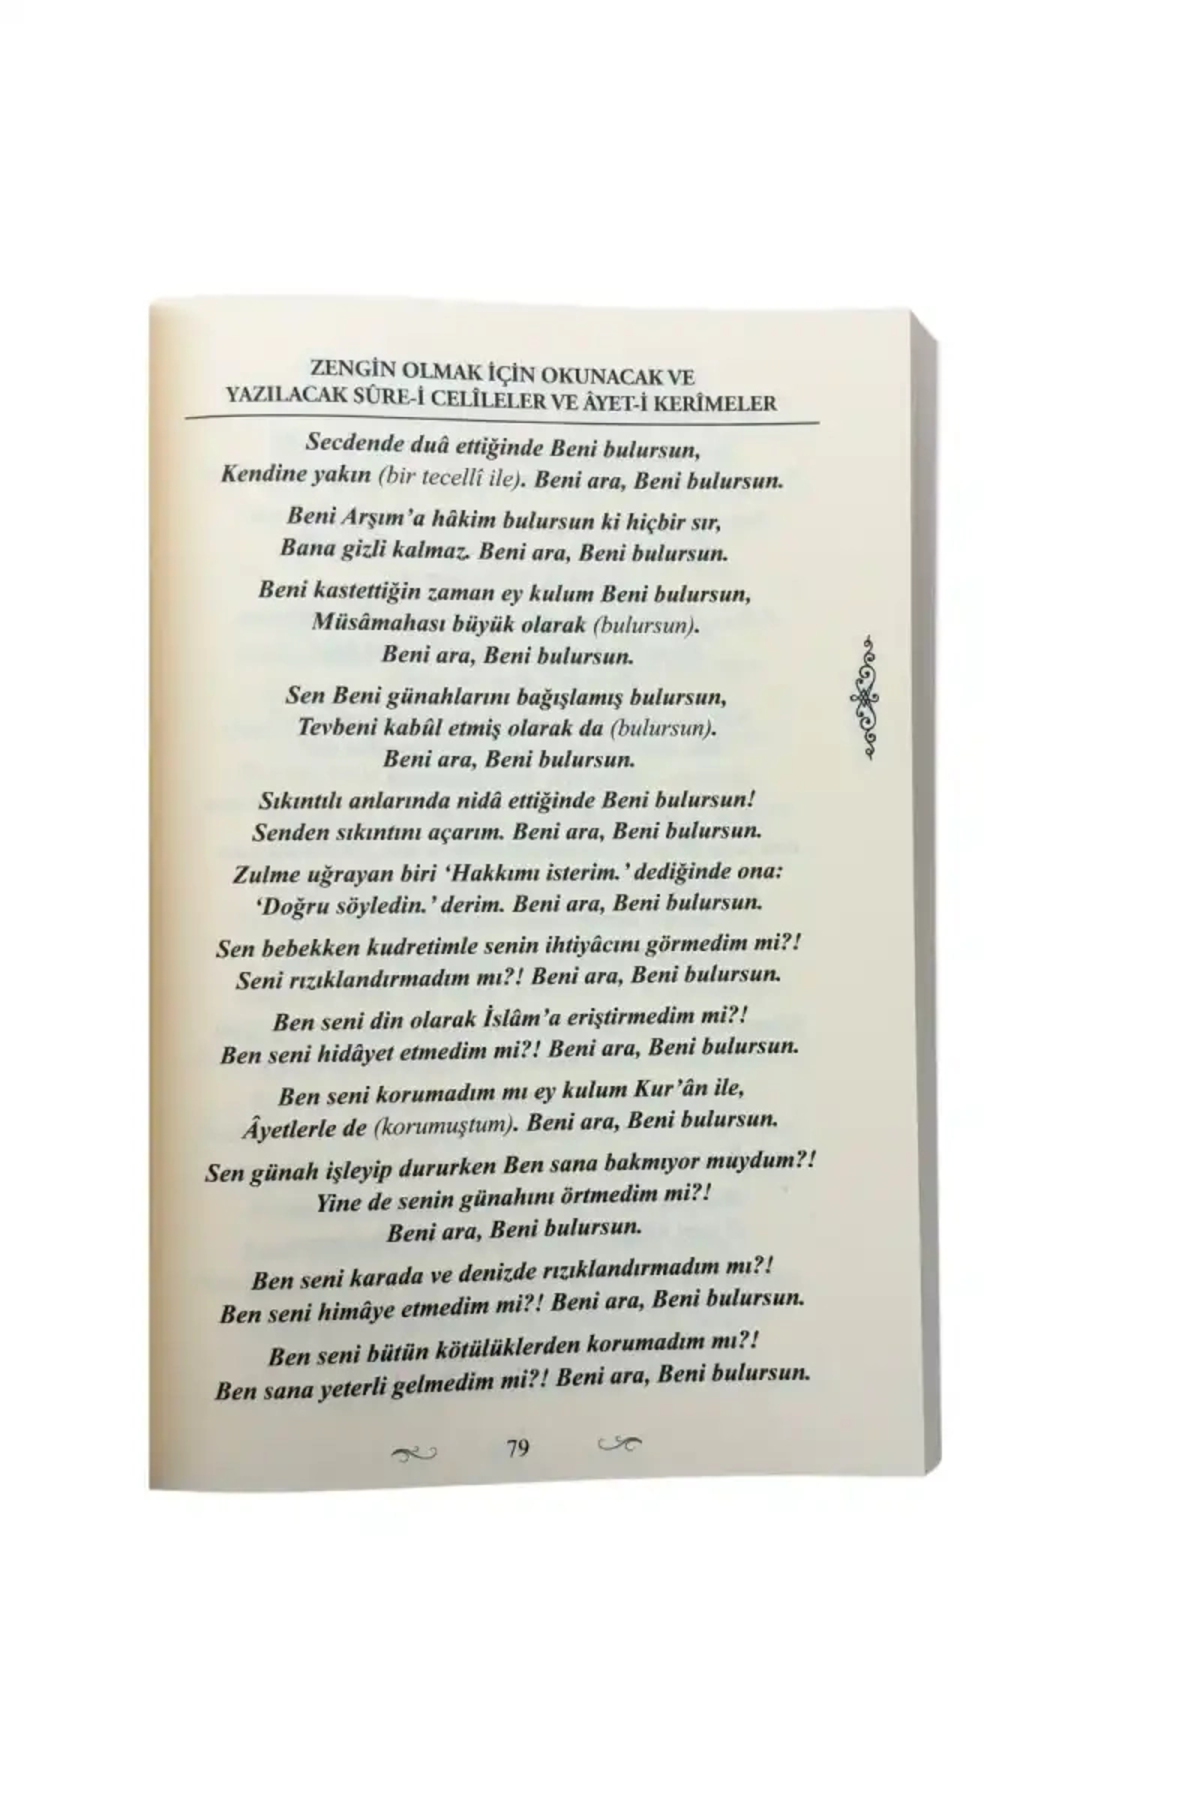 ZENGİN OLMAK İÇİN OKUNACAK VE
YAZILACAK SÛRE-İ CELÎLELER VE ÂYET-İ KERÎMELER
Secdende duâ ettiğinde Beni bulursun,
Kendine yakın (bir tecellî ile). Beni ara, Beni bulursun.
Beni Arşım’a hâkim bulursun ki hiçbir sır,
Bana gizli kalmaz. Beni ara, Beni bulursun.
Beni kastettiğin zaman ey kulum Beni bulursun,
Müsâmahası büyük olarak (bulursun).
Beni ara, Beni bulursun.
Sen Beni günahlarını bağışlamış bulursun,
Tevbeni kabûl etmiş olarak da (bulursun).
Beni ara, Beni bulursun.
Sıkıntılı anlarında nidâ ettiğinde Beni bulursun!
Senden sıkıntını açarım. Beni ara, Beni bulursun.
Zulme uğrayan biri ‘Hakkımı isterim.’ dediğinde ona:
‘Doğru söyledin.’ derim. Beni ara, Beni bulursun.
Sen bebekken kudretimle senin ihtiyâcını görmedim mi?!
Seni rızıklandırmadım mı?! Beni ara, Beni bulursun.
Ben seni din olarak İslâm’a eriştirmedim mi?!
Ben seni hidâyet etmedim mi?! Beni ara, Beni bulursun.
Ben seni korumadım mı ey kulum Kur’ân ile,
Âyetlerle de (korumuştum). Beni ara, Beni bulursun.
Sen günah işleyip dururken Ben sana bakmıyor muydum?!
Yine de senin günahını örtmedim mi?!
Beni ara, Beni bulursun.
Ben seni karada ve denizde rızıklandırmadım mı?!
Ben seni himâye etmedim mi?! Beni ara, Beni bulursun.
Ben seni bütün kötülüklerden korumadım mı?!
Ben sana yeterli gelmedim mi?! Beni ara, Beni bulursun.
79